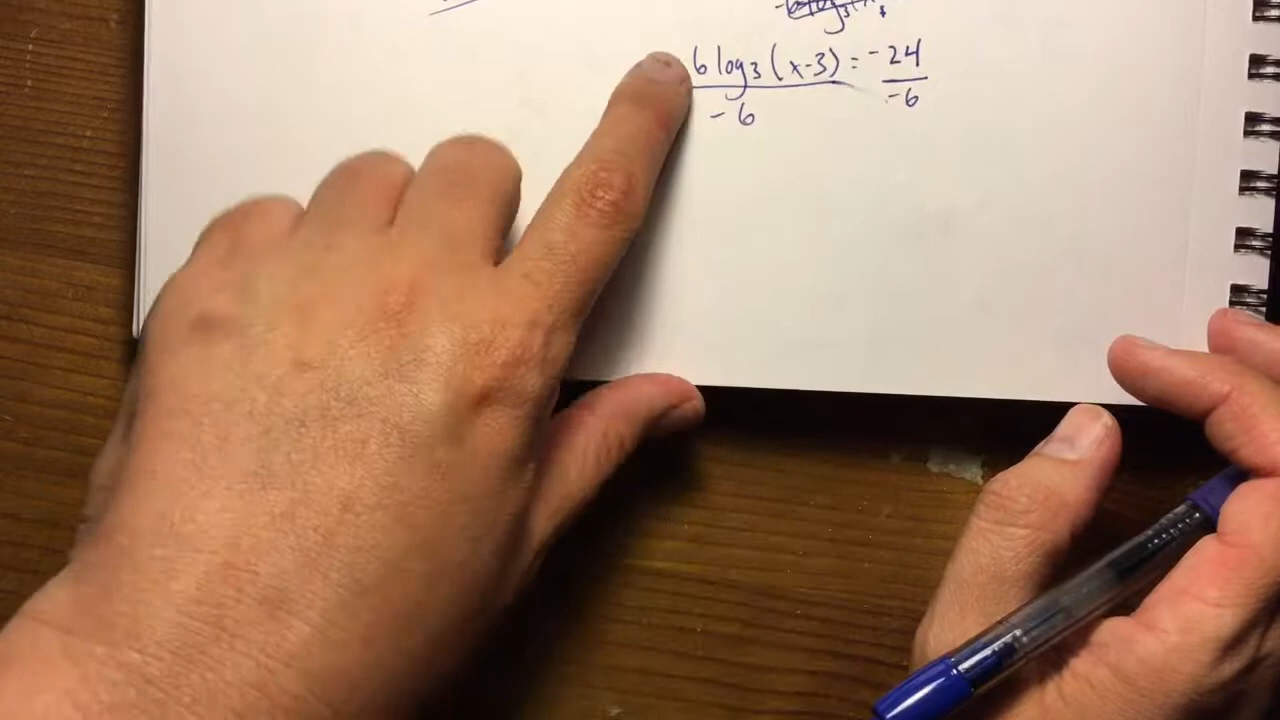 6 log₃ (x-3) = -24
-6 -6